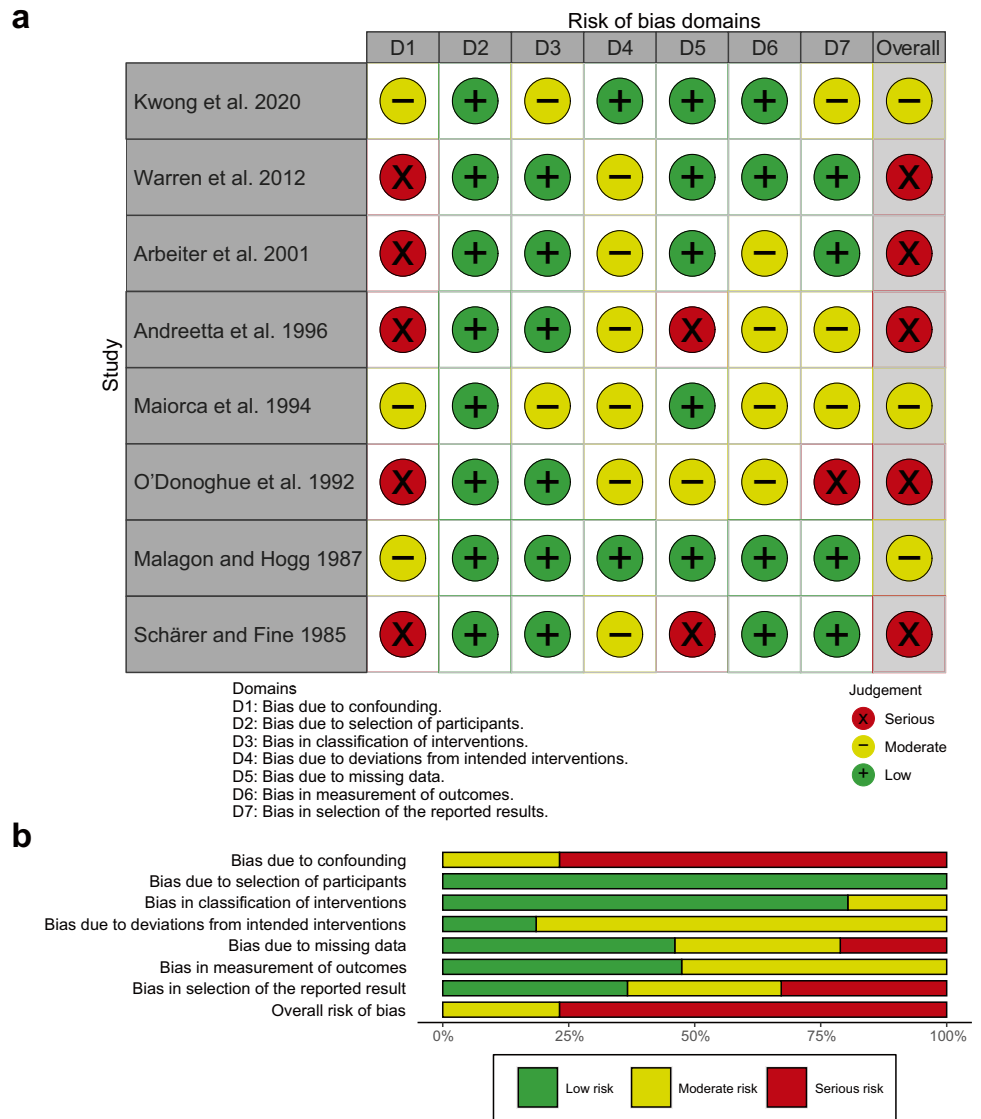 a
Risk of bias domains
D1 D2 D3 D4 D5 D6 D7 Overall
Study
Kwong et al. 2020 − + − + + + − −
Warren et al. 2012 X + + − + + + X
Arbeiter et al. 2001 X + + − + − + X
Andreetta et al. 1996 X + + − X − − X
Maiorca et al. 1994 − + − − + − − −
O’Donoghue et al. 1992 X + + − − − X X
Malagon and Hogg 1987 − + + + + + + −
Schärer and Fine 1985 X + + − X + + X
Domains
D1: Bias due to confounding.
D2: Bias due to selection of participants.
D3: Bias in classification of interventions.
D4: Bias due to deviations from intended interventions.
D5: Bias due to missing data.
D6: Bias in measurement of outcomes.
D7: Bias in selection of the reported results.
Judgement
X Serious
− Moderate
+ Low
b
Bias due to confounding
Bias due to selection of participants
Bias in classification of interventions
Bias due to deviations from intended interventions
Bias due to missing data
Bias in measurement of outcomes
Bias in selection of the reported result
Overall risk of bias
0% 25% 50% 75% 100%
Low risk Moderate risk Serious risk